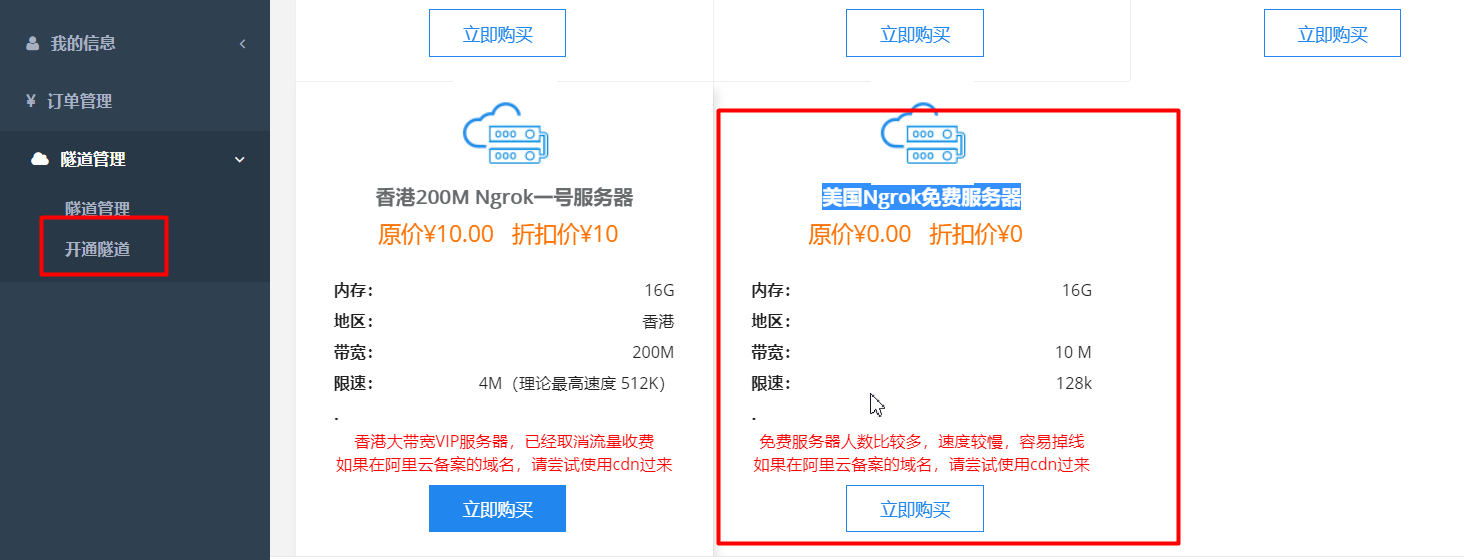 我的信息
¥ 订单管理
隧道管理
隧道管理
开通隧道
立即购买
立即购买
立即购买
香港200M Ngrok一号服务器
原价¥10.00 折扣价¥10
内存： 16G
地区： 香港
带宽： 200M
限速： 4M（理论最高速度 512K）
.
香港大带宽VIP服务器，已经取消流量收费
如果在阿里云备案的域名，请尝试使用cdn过来
立即购买
美国Ngrok免费服务器
原价¥0.00 折扣价¥0
内存： 16G
地区：
带宽： 10 M
限速： 128k
.
免费服务器人数比较多，速度较慢，容易掉线
如果在阿里云备案的域名，请尝试使用cdn过来
立即购买